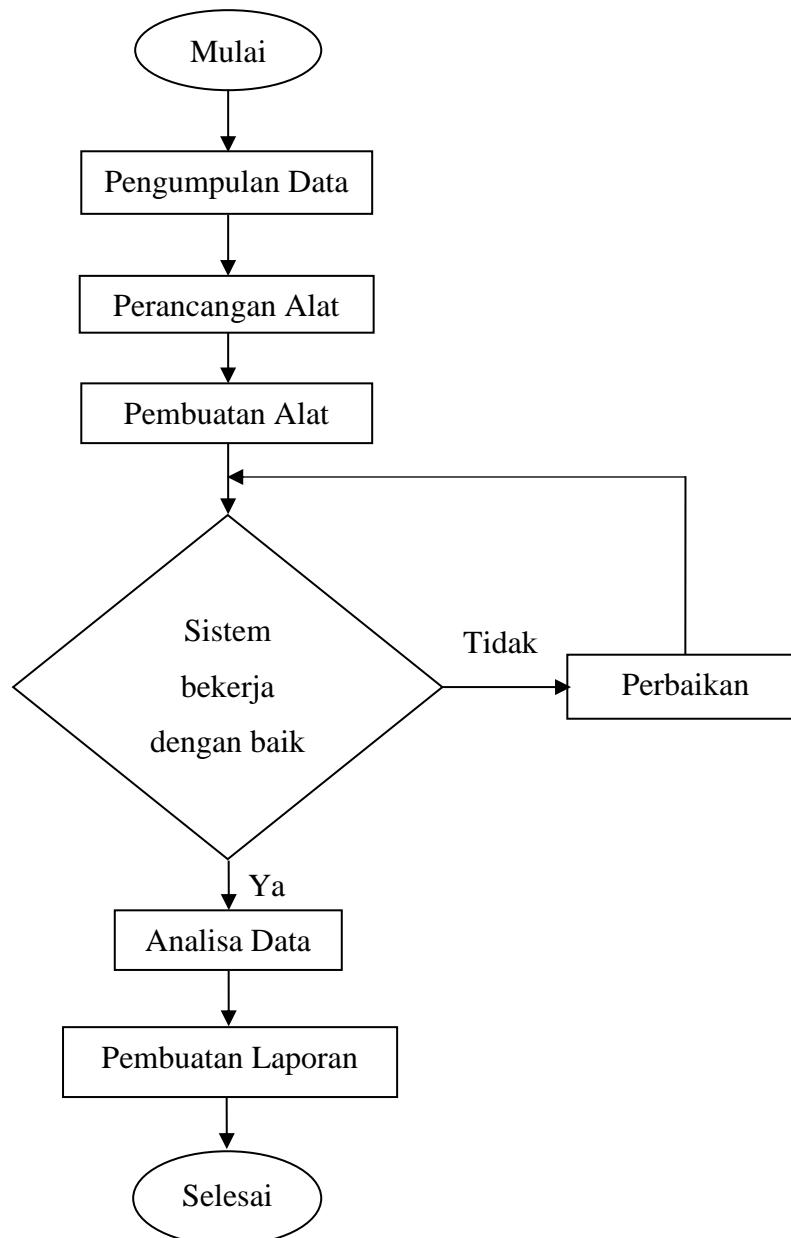 Mulai
Pengumpulan Data
Perancangan Alat
Pembuatan Alat
Sistem
bekerja
dengan baik
Tidak
Perbaikan
Ya
Analisa Data
Pembuatan Laporan
Selesai